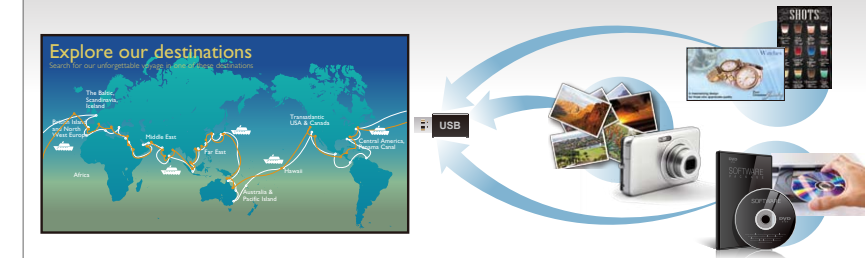 Explore our destinations
Search for our unforgettable voyage in one of these destinations
The Baltic,
Scandinavia,
Iceland
British Island
and North
West Europe
Middle East
Far East
Africa
Transatlantic
USA & Canada
Central America,
Panama Canal
Hawaii
Australia &
Pacific Island
USB
SHOTS
Watches
SOFTWARE
SOFTWARE